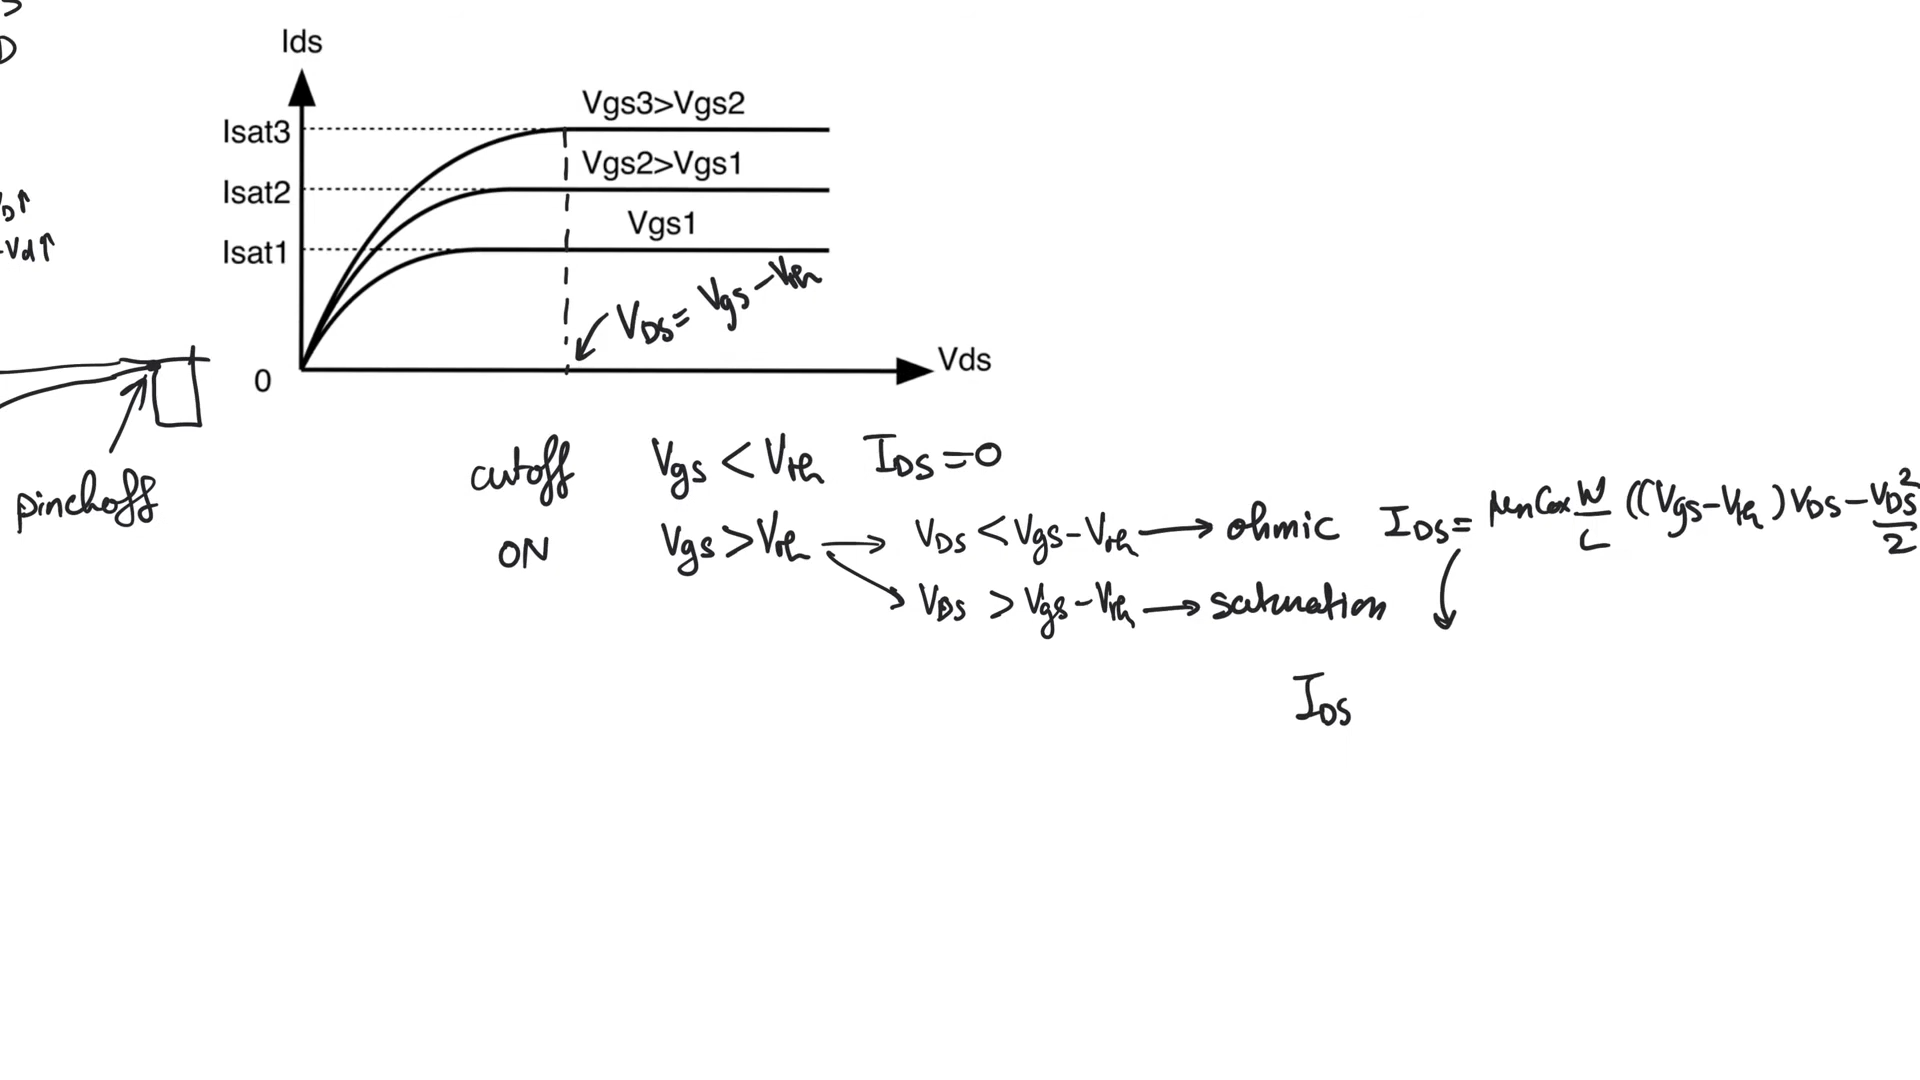 Ids
Vgs3>Vgs2
Isat3
Vgs2>Vgs1
Isat2
Vgs1
Isat1
VDS = Vgs - Vth
Vds
0
D
VD↑
-Vd↑
pinchoff
cutoff Vgs < Vth IDS = 0
ON Vgs > Vth → VDS < Vgs - Vth → ohmic IDS = μnCox W/L ((Vgs - Vth) VDS - VDS²/2
VDS > Vgs - Vth → saturation
IDS